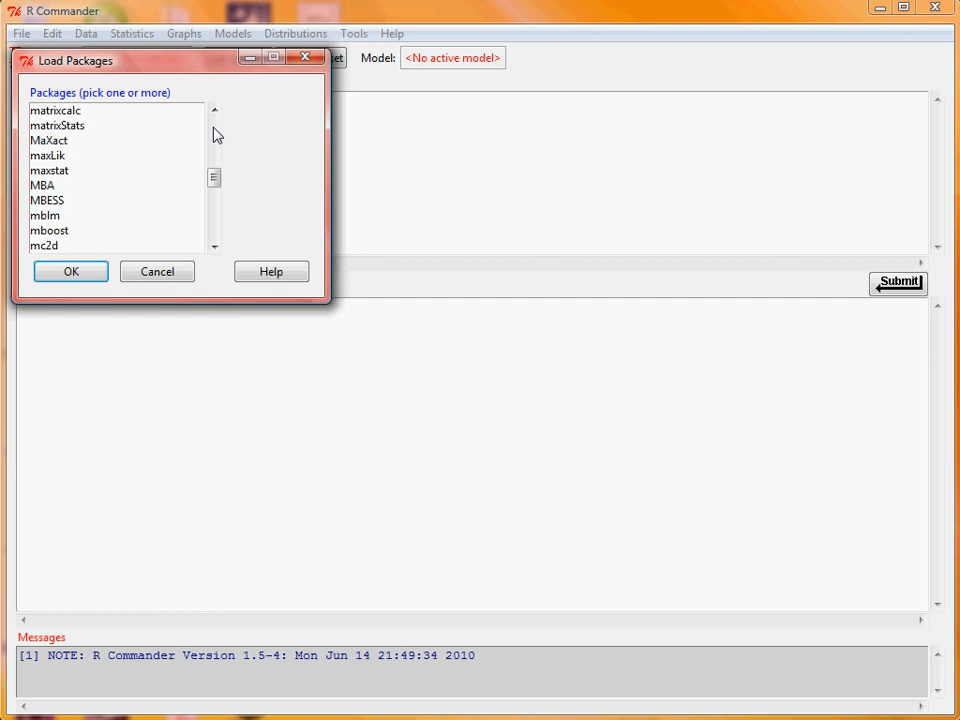 R Commander
File Edit Data Statistics Graphs Models Distributions Tools Help
Load Packages
et Model: <No active model>
Packages (pick one or more)
matrixcalc
matrixStats
MaXact
maxLik
maxstat
MBA
MBESS
mblm
mboost
mc2d
OK Cancel Help
Submit
Messages
[1] NOTE: R Commander Version 1.5-4: Mon Jun 14 21:49:34 2010